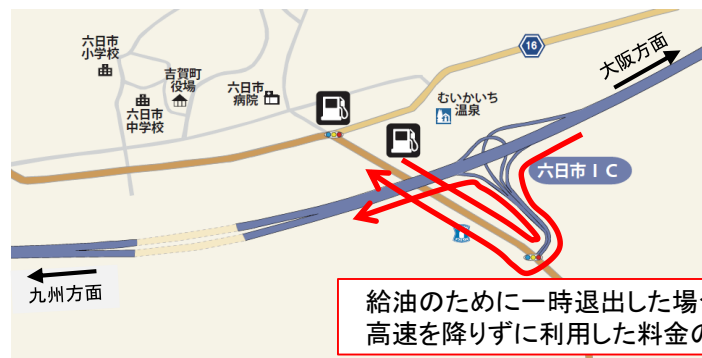 六日市
小学校
吉賀町
役場
六日市
病院
六日市
中学校
16
大阪方面
むいかいち
温泉
六日市IC
九州方面
給油のために一時退出した場
高速を降りずに利用した料金の